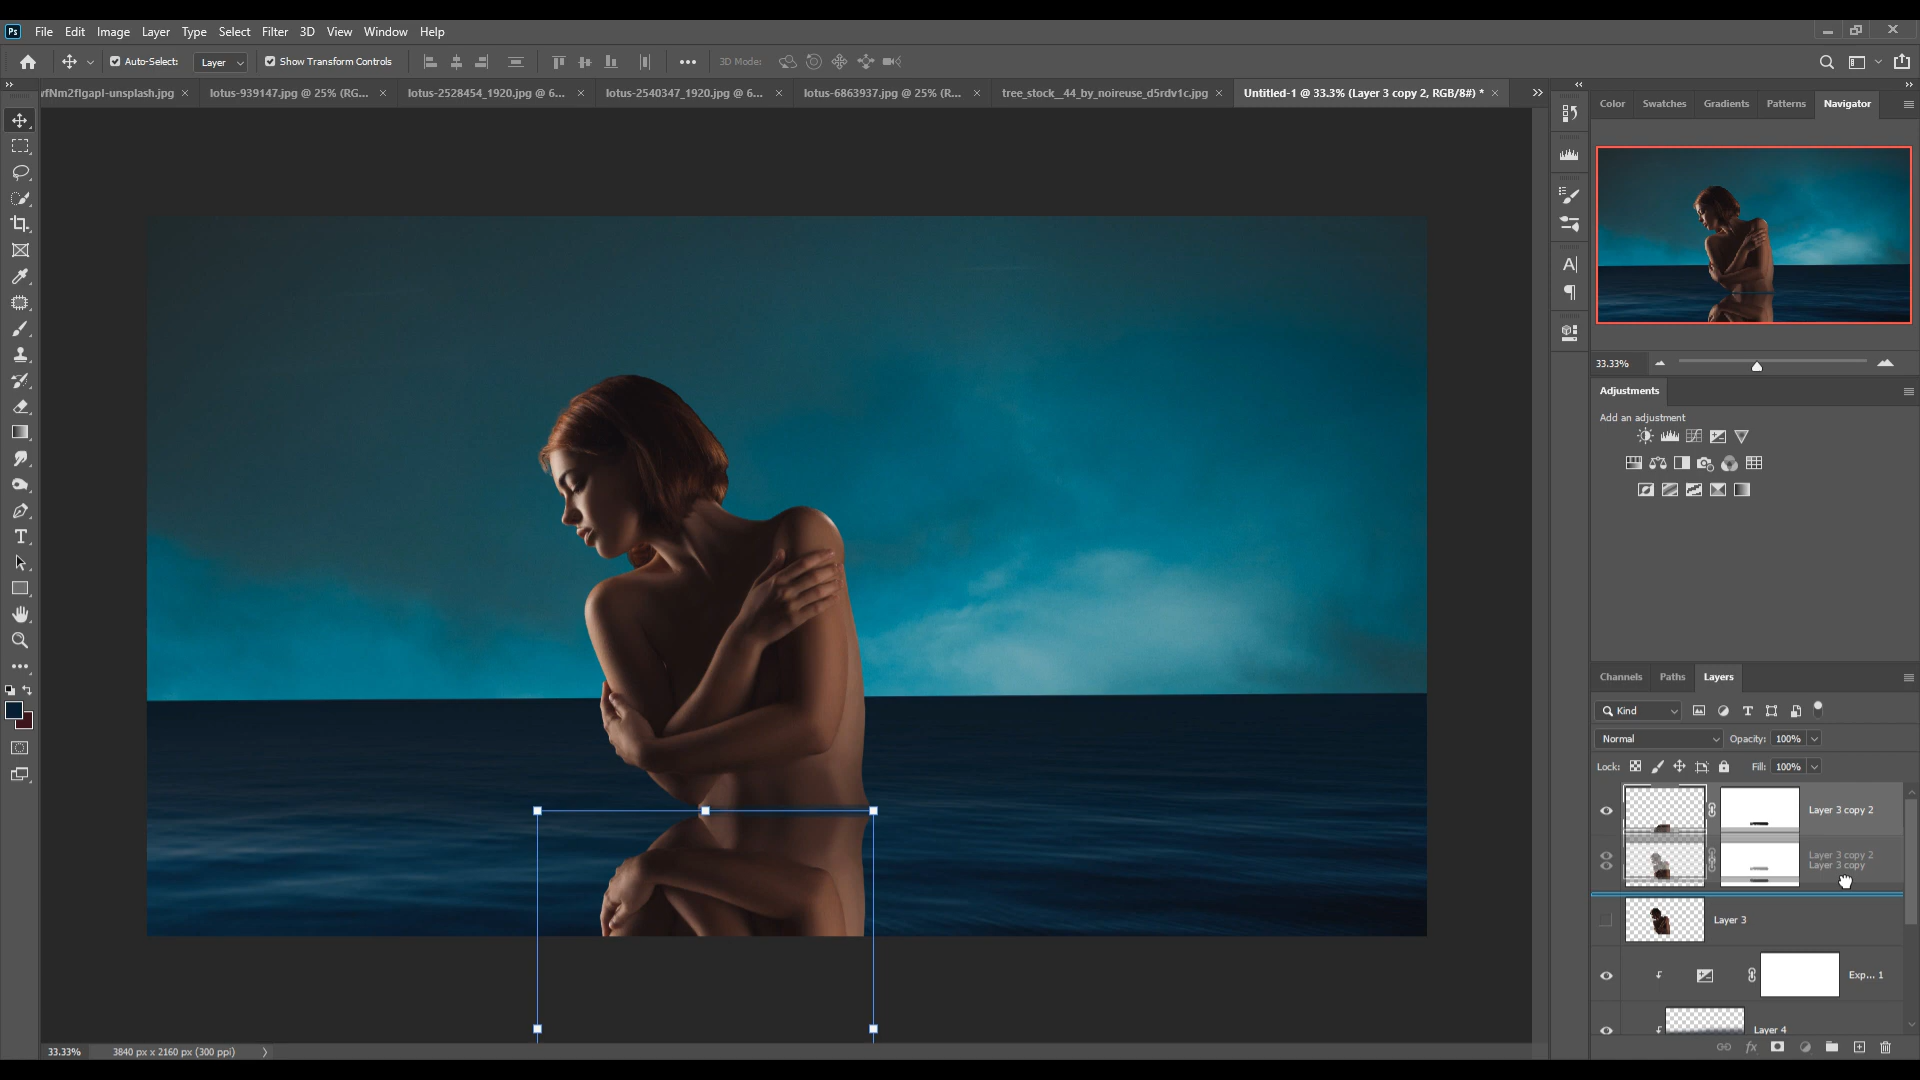 Ps File Edit Image Layer Type Select Filter 3D View Window Help
Auto-Select: Layer Show Transform Controls 3D Mode:
vfNm2flgapI-unsplash.jpg lotus-939147.jpg @ 25% (RG... lotus-2528454_1920.jpg @ 6... lotus-2540347_1920.jpg @ 6... lotus-6863937.jpg @ 25% (R... tree_stock__44_by_noireuse_d5rdv1c.jpg Untitled-1 @ 33.3% (Layer 3 copy 2, RGB/8#) *
Color Swatches Gradients Patterns Navigator
33.33%
Adjustments
Add an adjustment
Channels Paths Layers
Kind
Normal Opacity: 100%
Lock: Fill: 100%
Layer 3 copy 2
Layer 3 copy 2
Layer 3 copy
Layer 3
Exp... 1
Layer 4
33.33% 3840 px x 2160 px (300 ppi)